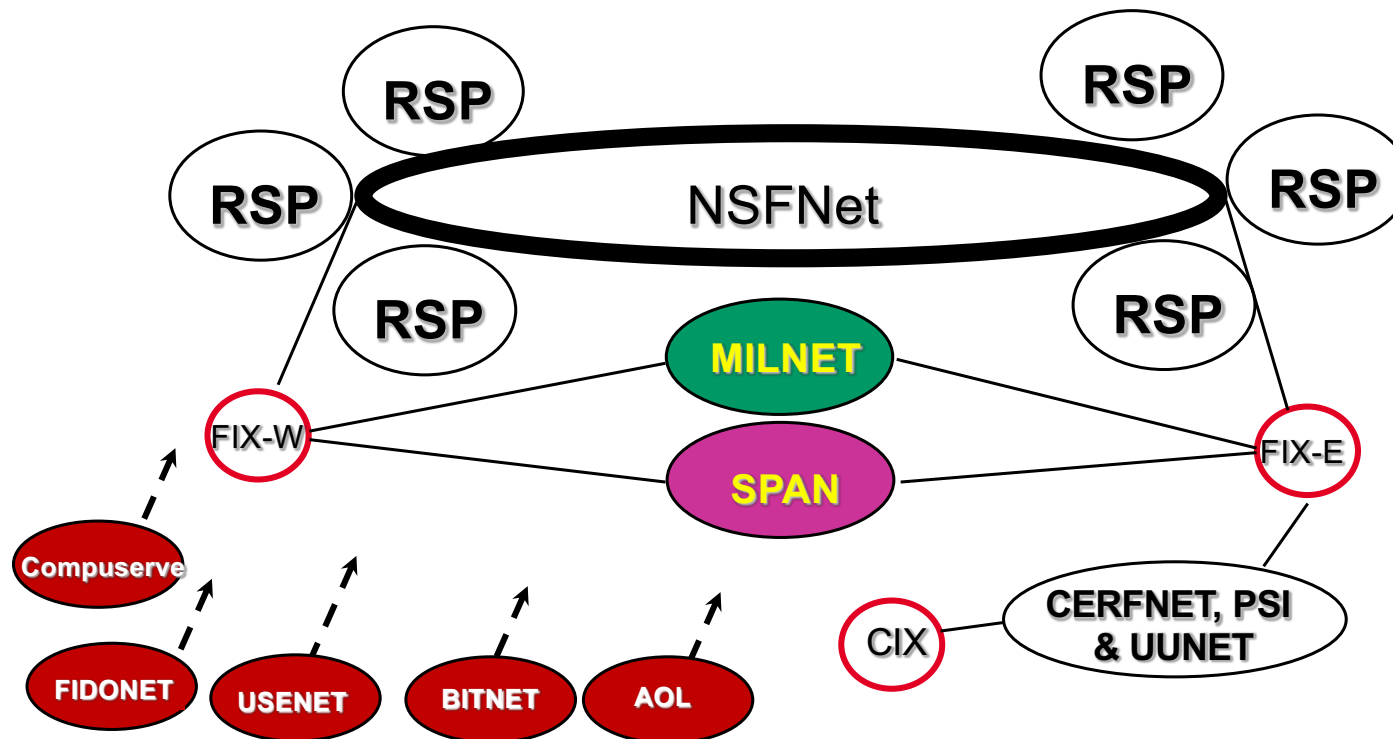 RSP
RSP
RSP
RSP
NSFNet
RSP
RSP
MILNET
FIX-W
FIX-E
SPAN
Compuserve
CERFNET, PSI
& UUNET
CIX
FIDONET
USENET
BITNET
AOL